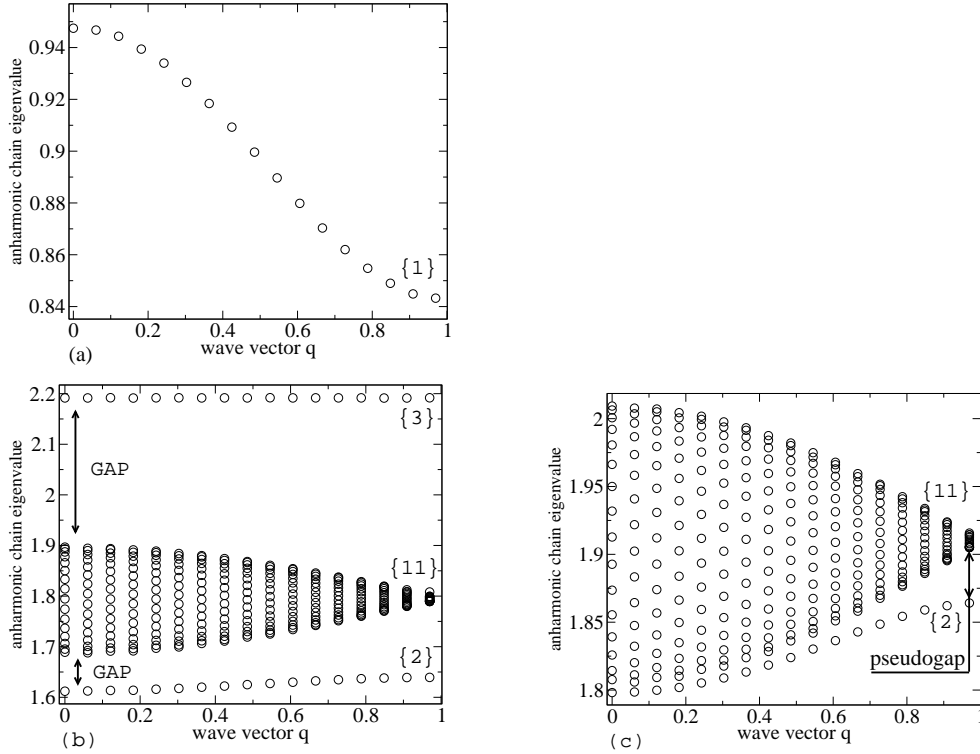 anharmonic chain eigenvalue
0.94
0.92
0.9
0.88
0.86
0.84
{1}
0 0.2 0.4 0.6 0.8 1
wave vector q
(a)
anharmonic chain eigenvalue
2.2
2.1
2
1.9
1.8
1.7
1.6
{3}
GAP
{11}
{2}
GAP
0 0.2 0.4 0.6 0.8 1
wave vector q
(b)
anharmonic chain eigenvalue
2
1.95
1.9
1.85
1.8
{11}
{2}
pseudogap
0 0.2 0.4 0.6 0.8 1
wave vector q
(c)